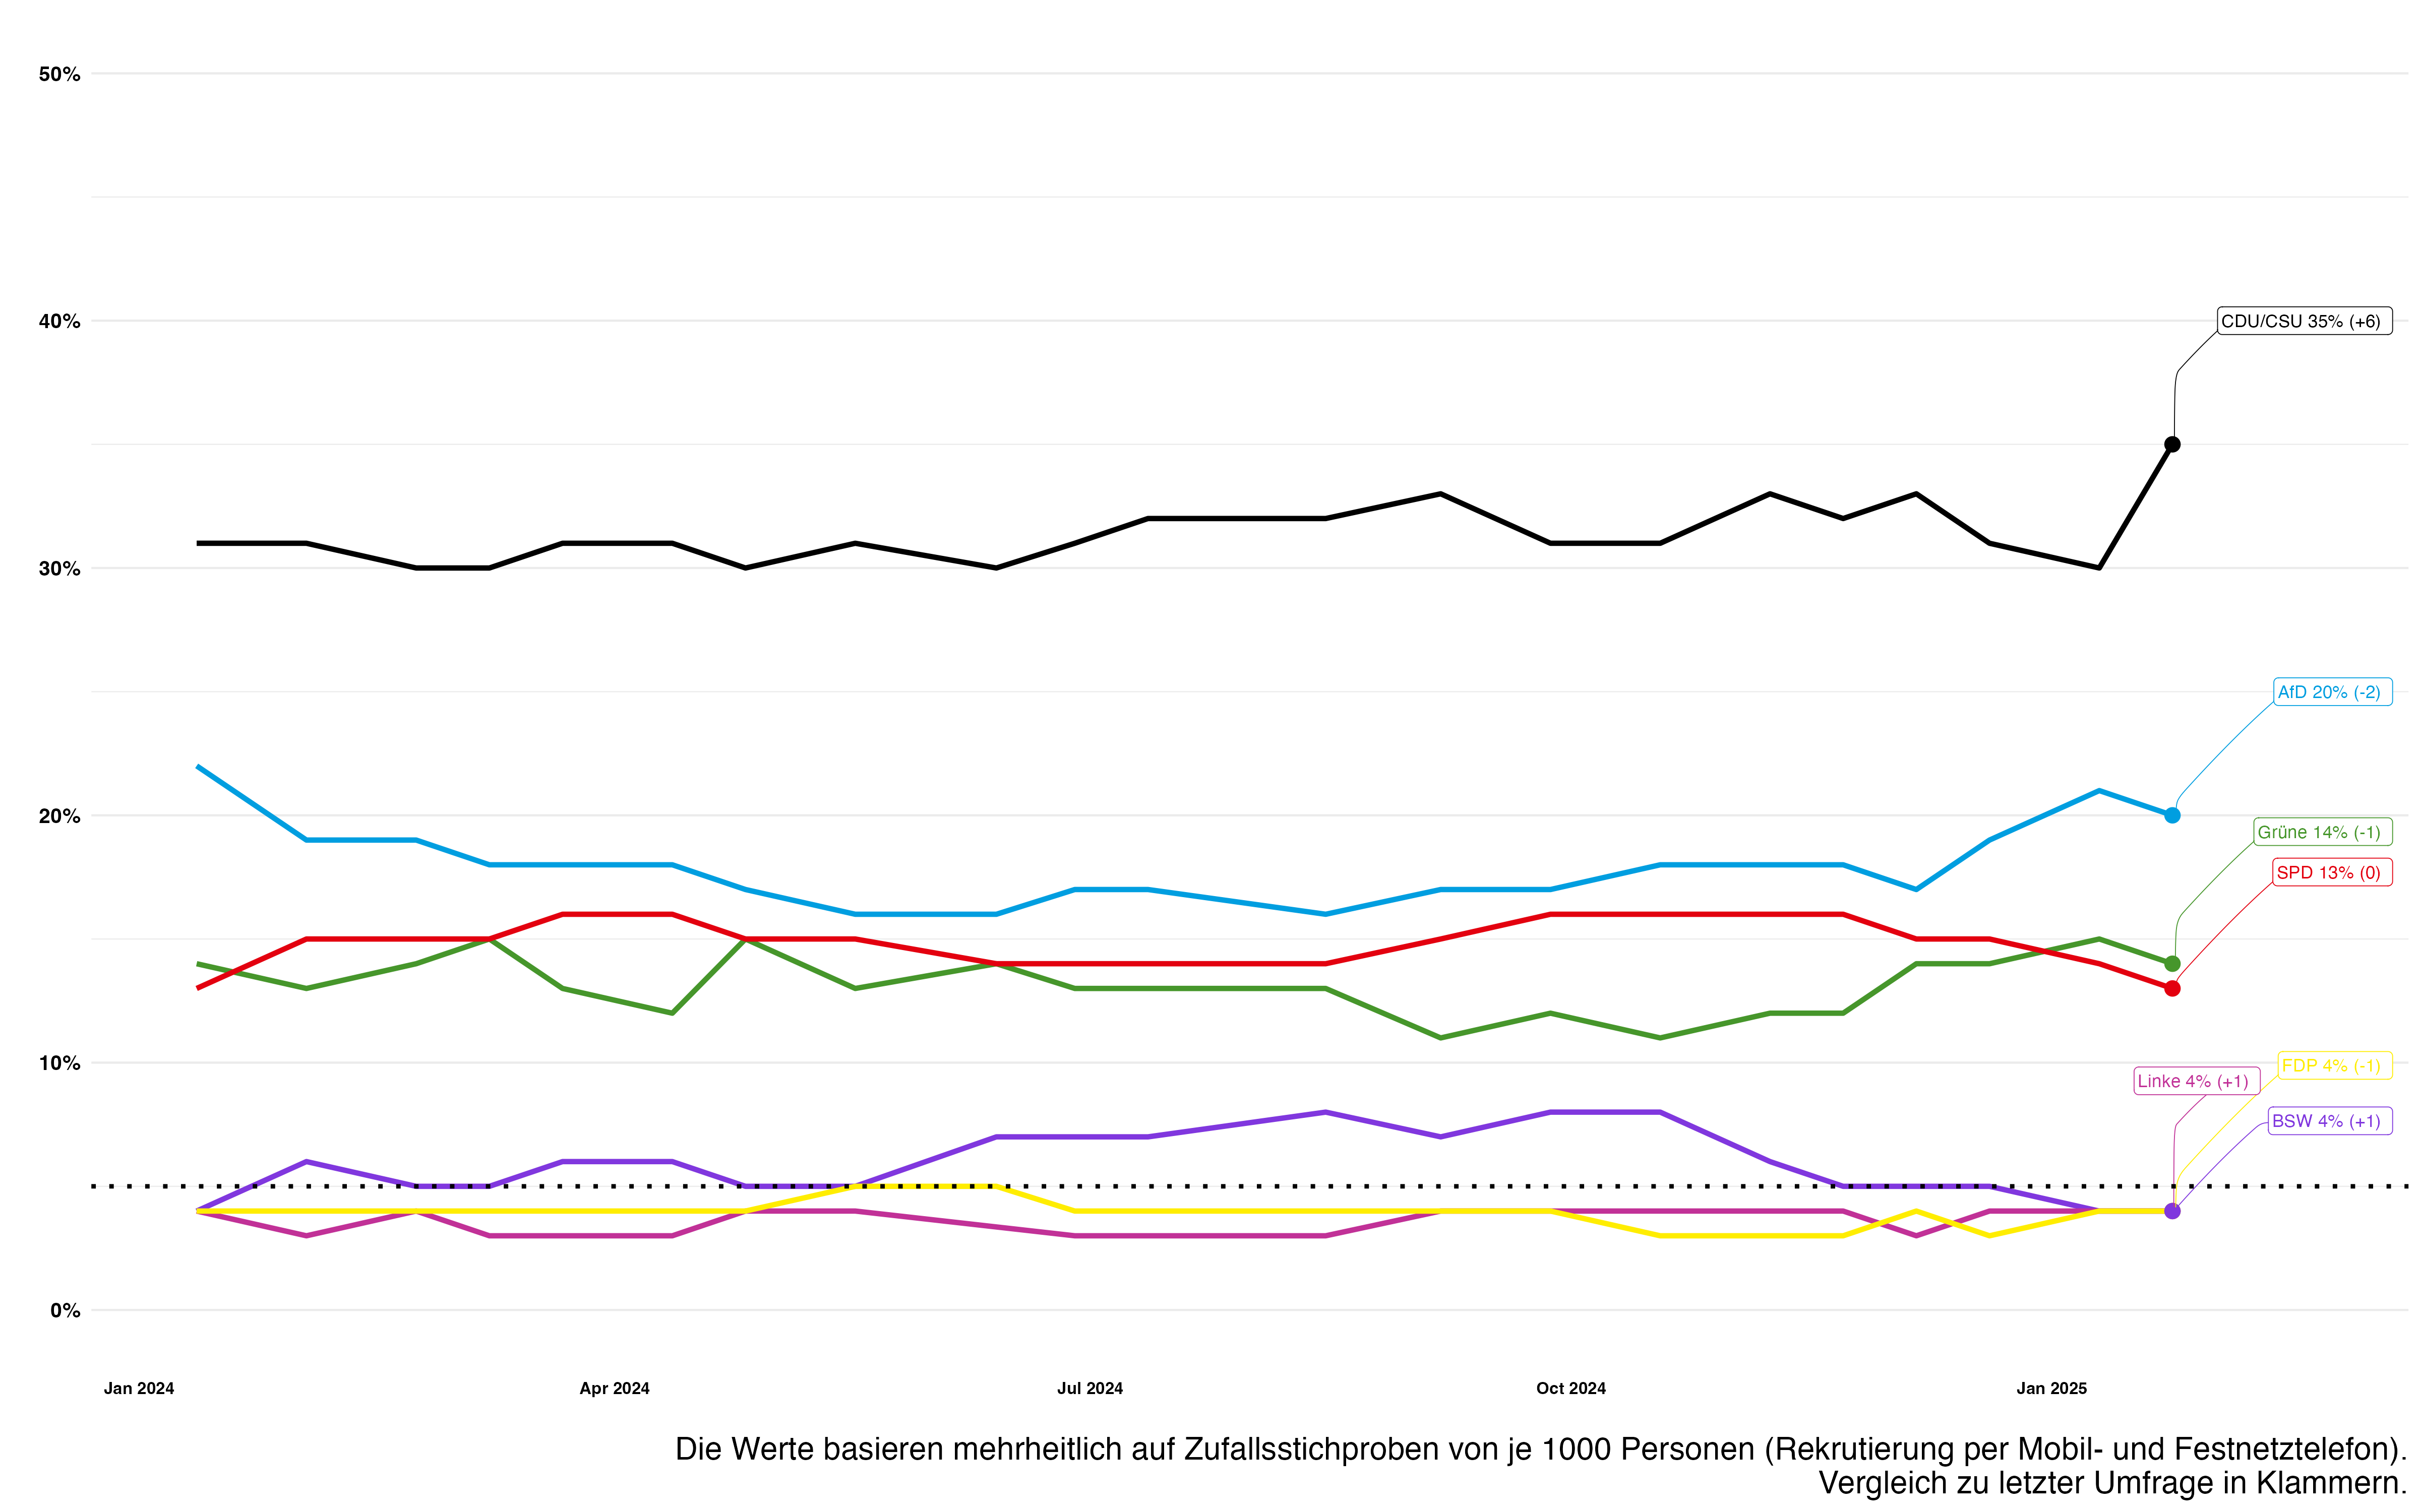 50%
40%
30%
20%
10%
0%
CDU/CSU 35% (+6)
AfD 20% (-2)
Grüne 14% (-1)
SPD 13% (0)
FDP 4% (-1)
Linke 4% (+1)
BSW 4% (+1)
Jan 2024
Apr 2024
Jul 2024
Oct 2024
Jan 2025
Die Werte basieren mehrheitlich auf Zufallsstichproben von je 1000 Personen (Rekrutierung per Mobil- und Festnetztelefon).
Vergleich zu letzter Umfrage in Klammern.